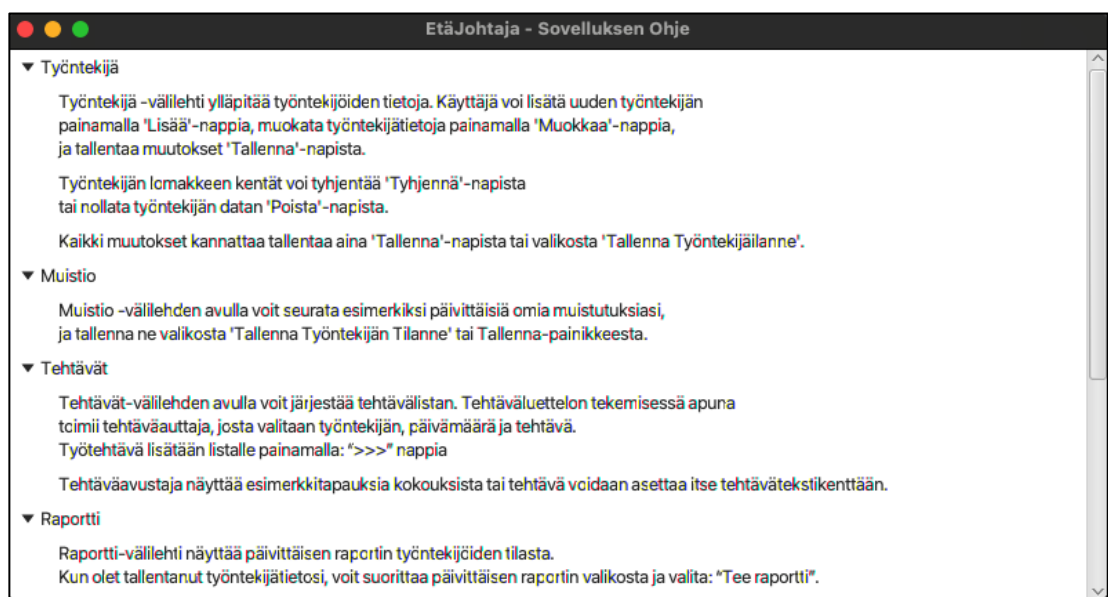 EtäJohtaja - Sovelluksen Ohje
▼ Työntekijä
Työntekijä -välilehti ylläpitää työntekijöiden tietoja. Käyttäjä voi lisätä uuden työntekijän
painamalla 'Lisää'-nappia, muokata työntekijätietoja painamalla 'Muokkaa'-nappia,
ja tallentaa muutokset 'Tallenna'-napista.
Työntekijän lomakkeen kentät voi tyhjentää 'Tyhjennä'-napista
tai nollata työntekijän datan 'Poista'-napista.
Kaikki muutokset kannattaa tallentaa aina 'Tallenna'-napista tai valikosta 'Tallenna Työntekijäilanne'.
▼ Muistio
Muistio -välilehden avulla voit seurata esimerkiksi päivittäisiä omia muistutuksiasi,
ja tallenna ne valikosta 'Tallenna Työntekijän Tilanne' tai Tallenna-painikkeesta.
▼ Tehtävät
Tehtävät-välilehden avulla voit järjestää tehtävälistan. Tehtäväluettelon tekemisessä apuna
toimii tehtäväauttaja, josta valitaan työntekijän, päivämäärä ja tehtävä.
Työtehtävä lisätään listalle painamalla: “>>>” nappia
Tehtäväavustaja näyttää esimerkkitapauksia kokouksista tai tehtävä voidaan asettaa itse tehtävätekstikenttään.
▼ Raportti
Raportti-välilehti näyttää päivittäisen raportin työntekijöiden tilasta.
Kun olet tallentanut työntekijätietosi, voit suorittaa päivittäisen raportin valikosta ja valita: “Tee raportti”.